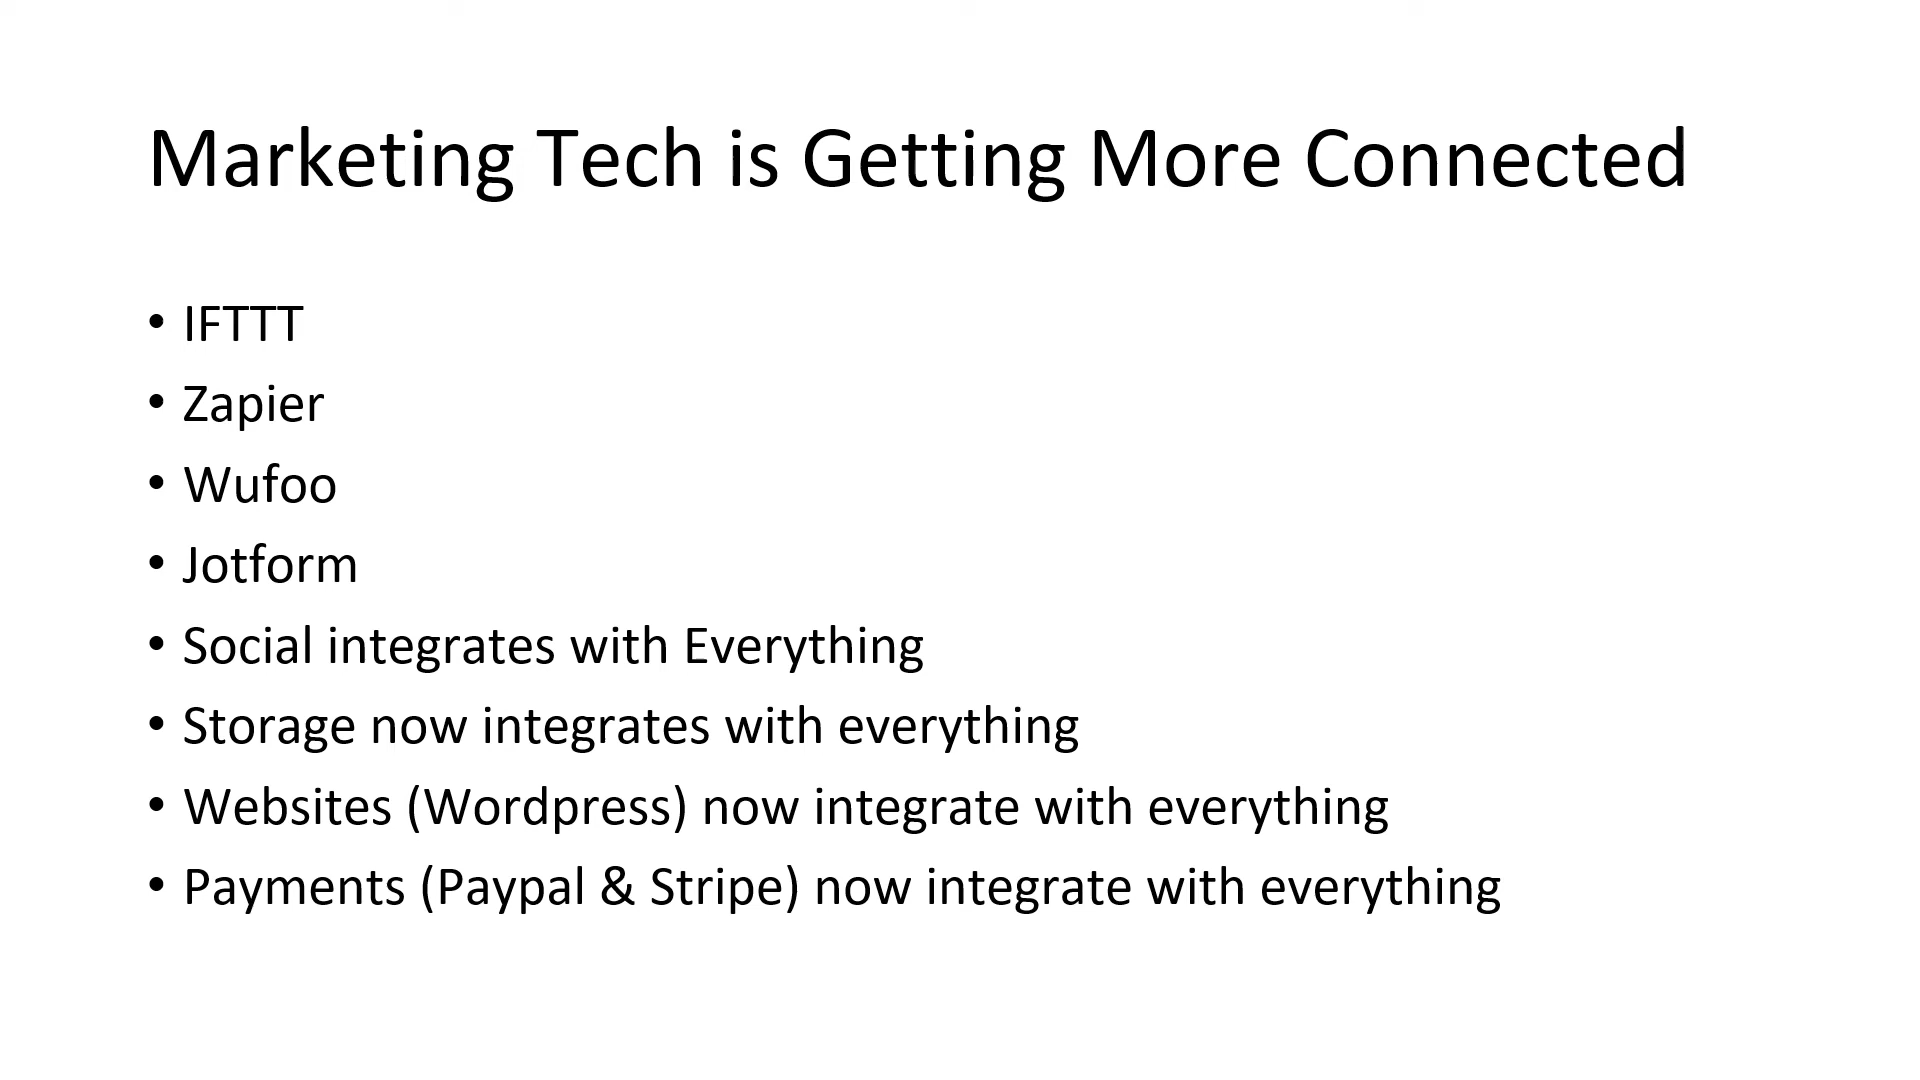 Marketing Tech is Getting More Connected
• IFTTT
• Zapier
• Wufoo
• Jotform
• Social integrates with Everything
• Storage now integrates with everything
• Websites (Wordpress) now integrate with everything
• Payments (Paypal & Stripe) now integrate with everything